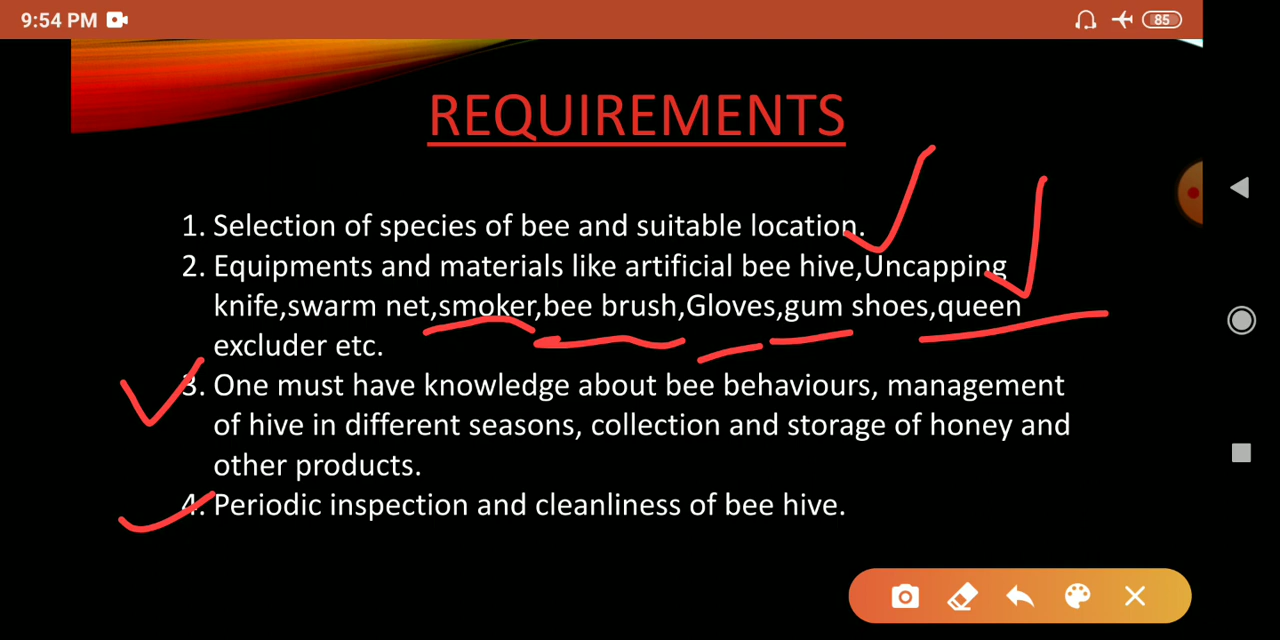 9:54 PM
85
REQUIREMENTS
1. Selection of species of bee and suitable location.
2. Equipments and materials like artificial bee hive,Uncapping
knife,swarm net,smoker,bee brush,Gloves,gum shoes,queen
excluder etc.
3. One must have knowledge about bee behaviours, management
of hive in different seasons, collection and storage of honey and
other products.
4. Periodic inspection and cleanliness of bee hive.